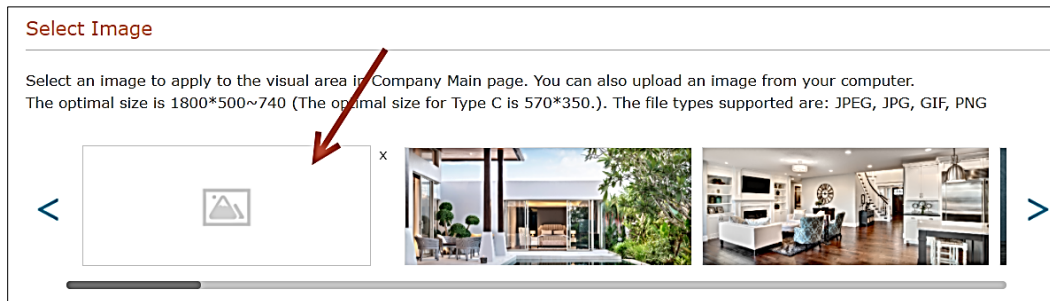 Select Image
Select an image to apply to the visual area in Company Main page. You can also upload an image from your computer.
The optimal size is 1800*500~740 (The optimal size for Type C is 570*350.). The file types supported are: JPEG, JPG, GIF, PNG
x
< >